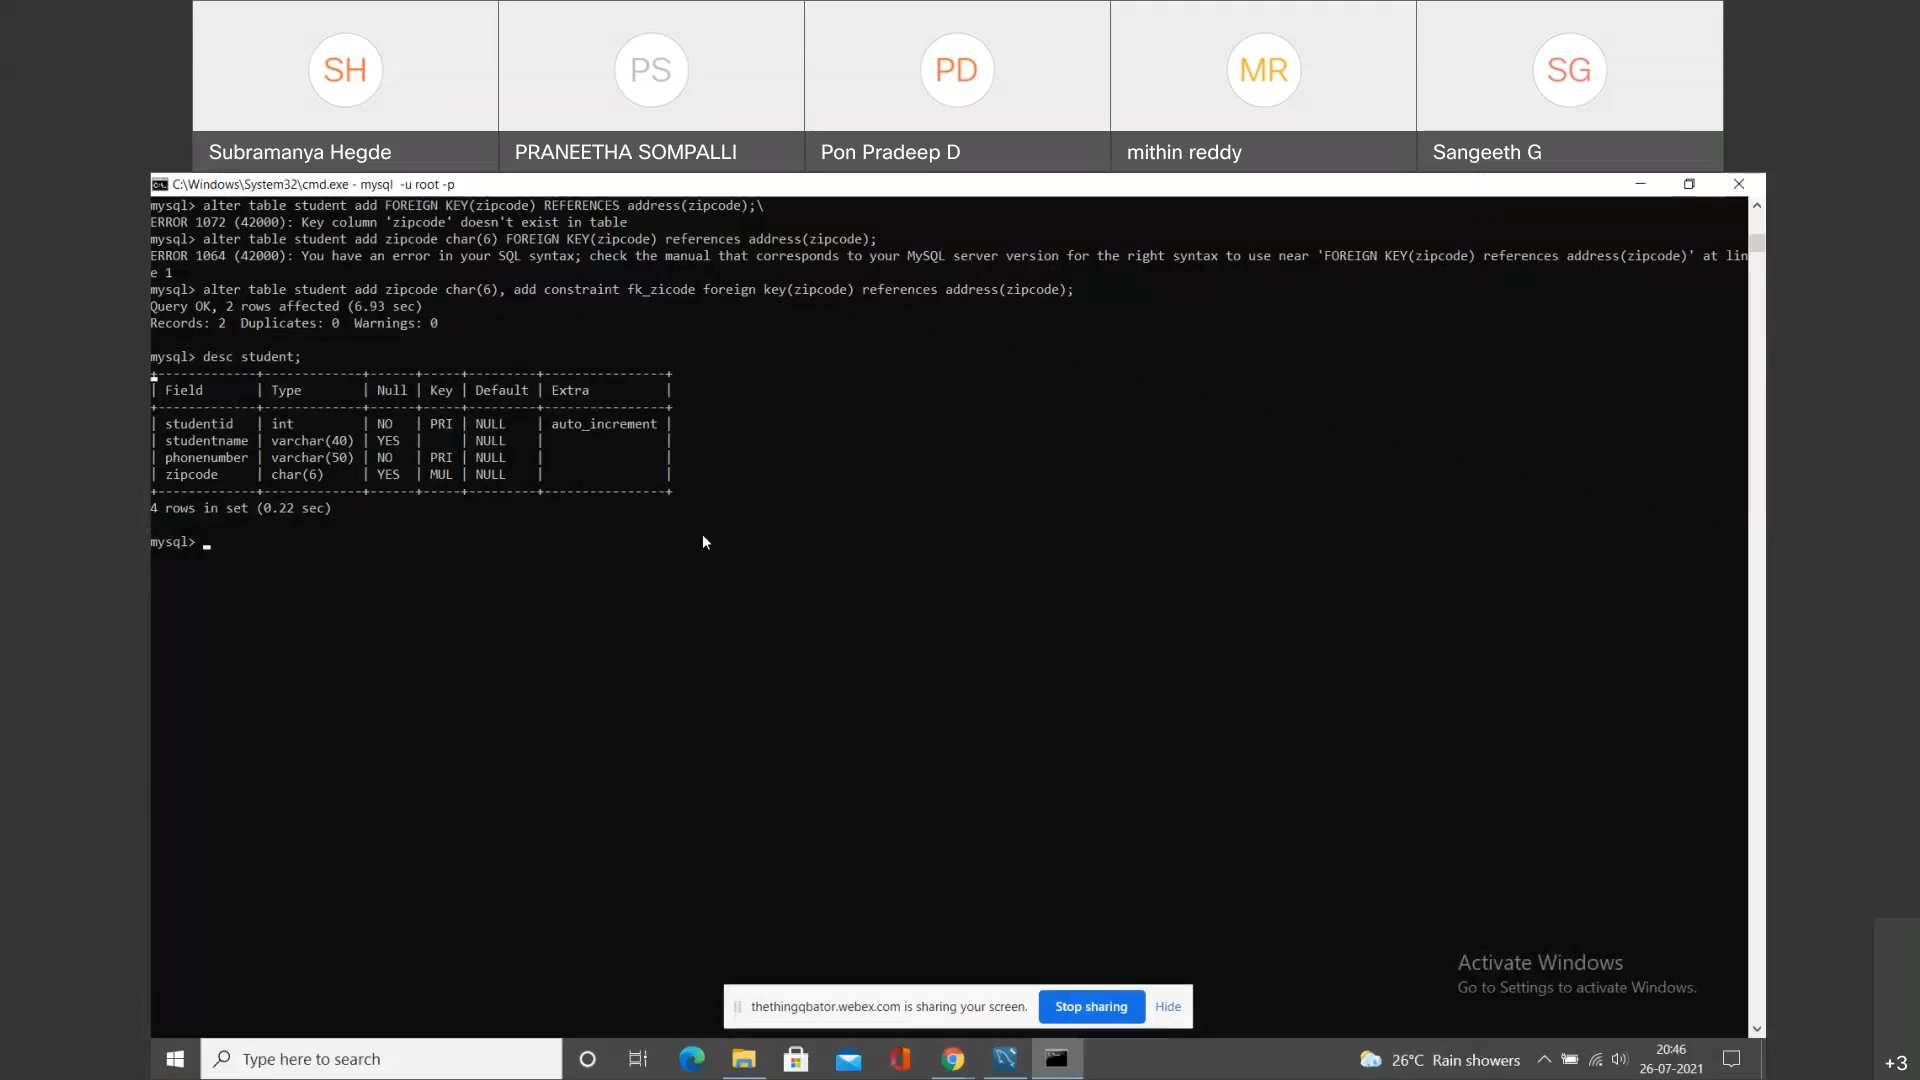 SH PS PD MR SG
Subramanya Hegde PRANEETHA SOMPALLI Pon Pradeep D mithin reddy Sangeeth G
C:\Windows\System32\cmd.exe - mysql  -u root -p
mysql> alter table student add FOREIGN KEY(zipcode) REFERENCES address(zipcode);\
ERROR 1072 (42000): Key column 'zipcode' doesn't exist in table
mysql> alter table student add zipcode char(6) FOREIGN KEY(zipcode) references address(zipcode);
ERROR 1064 (42000): You have an error in your SQL syntax; check the manual that corresponds to your MySQL server version for the right syntax to use near 'FOREIGN KEY(zipcode) references address(zipcode)' at lin
e 1
mysql> alter table student add zipcode char(6), add constraint fk_zicode foreign key(zipcode) references address(zipcode);
Query OK, 2 rows affected (6.93 sec)
Records: 2  Duplicates: 0  Warnings: 0
mysql> desc student;
+-------------+-------------+------+-----+---------+----------------+
| Field       | Type        | Null | Key | Default | Extra          |
+-------------+-------------+------+-----+---------+----------------+
| studentid   | int         | NO   | PRI | NULL    | auto_increment |
| studentname | varchar(40) | YES  |     | NULL    |                |
| phonenumber | varchar(50) | NO   | PRI | NULL    |                |
| zipcode     | char(6)     | YES  | MUL | NULL    |                |
+-------------+-------------+------+-----+---------+----------------+
4 rows in set (0.22 sec)
mysql>
Activate Windows
Go to Settings to activate Windows.
thethingqbator.webex.com is sharing your screen. Stop sharing Hide
Type here to search
26°C Rain showers
20:46
26-07-2021
+3